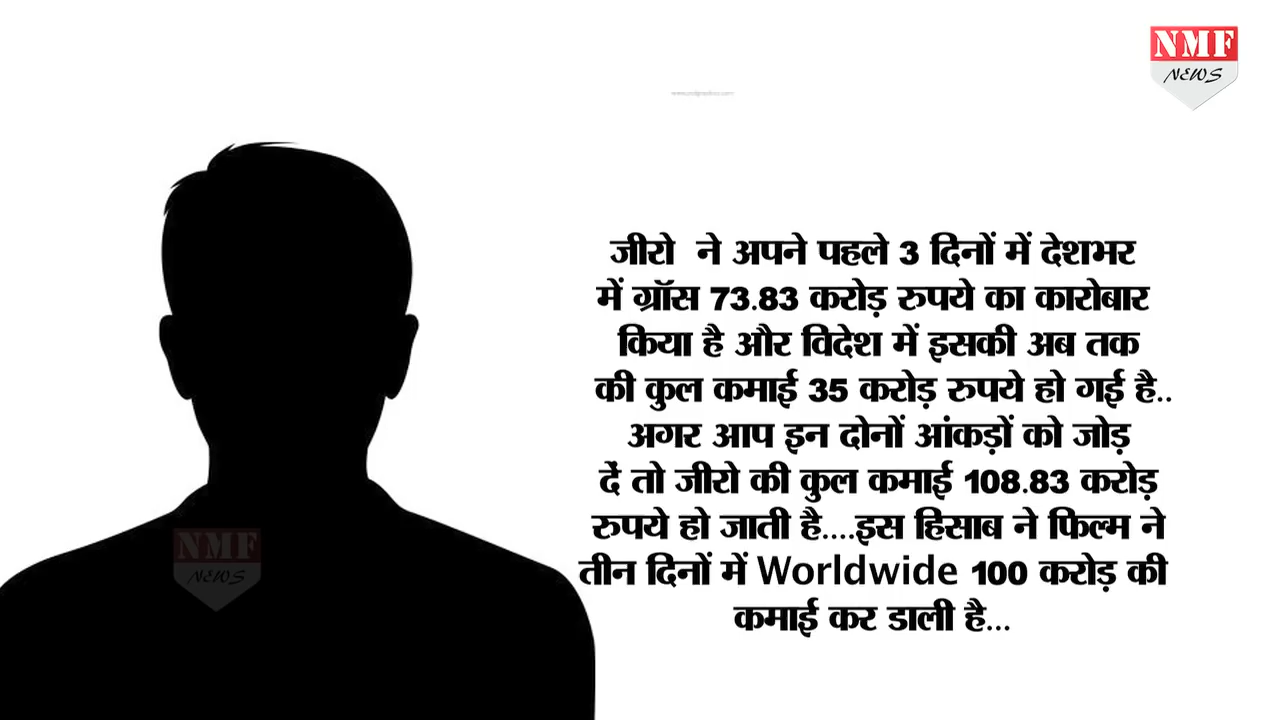 NMF
NEWS
जीरो ने अपने पहले 3 दिनों में देशभर
में ग्रॉस 73.83 करोड़ रुपये का कारोबार
किया है और विदेश में इसकी अब तक
की कुल कमाई 35 करोड़ रुपये हो गई है..
अगर आप इन दोनों आंकड़ों को जोड़
दें तो जीरो की कुल कमाई 108.83 करोड़
रुपये हो जाती है....इस हिसाब ने फिल्म ने
तीन दिनों में Worldwide 100 करोड़ की
कमाई कर डाली है...
NMF
NEWS